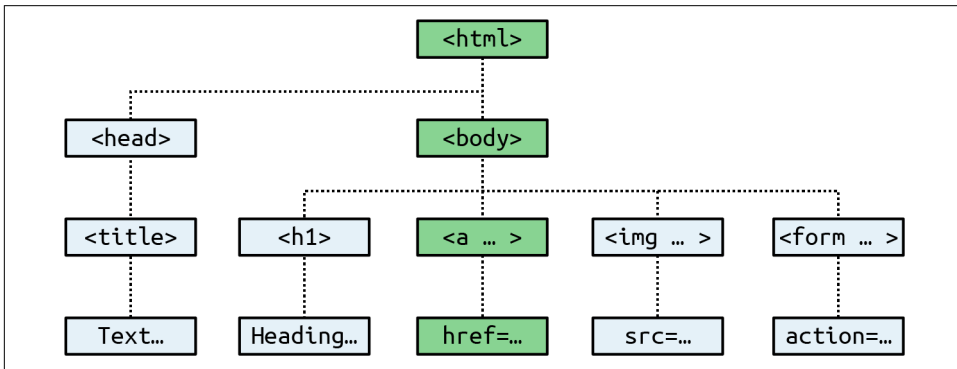 <html>
<head> <body>
<title> <h1> <a … > <img … > <form … >
Text… Heading… href=… src=… action=…